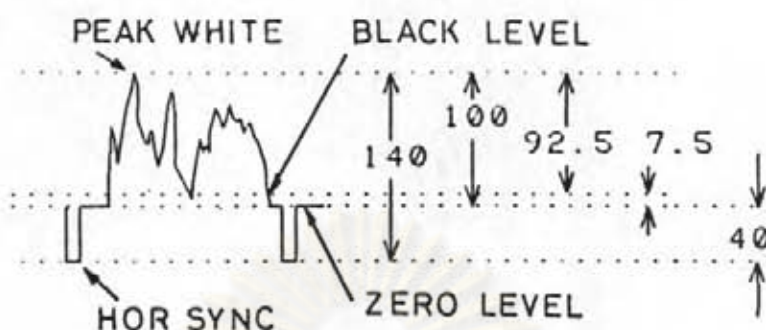 PEAK WHITE
BLACK LEVEL
100
140
92.5
7.5
40
HOR SYNC
ZERO LEVEL